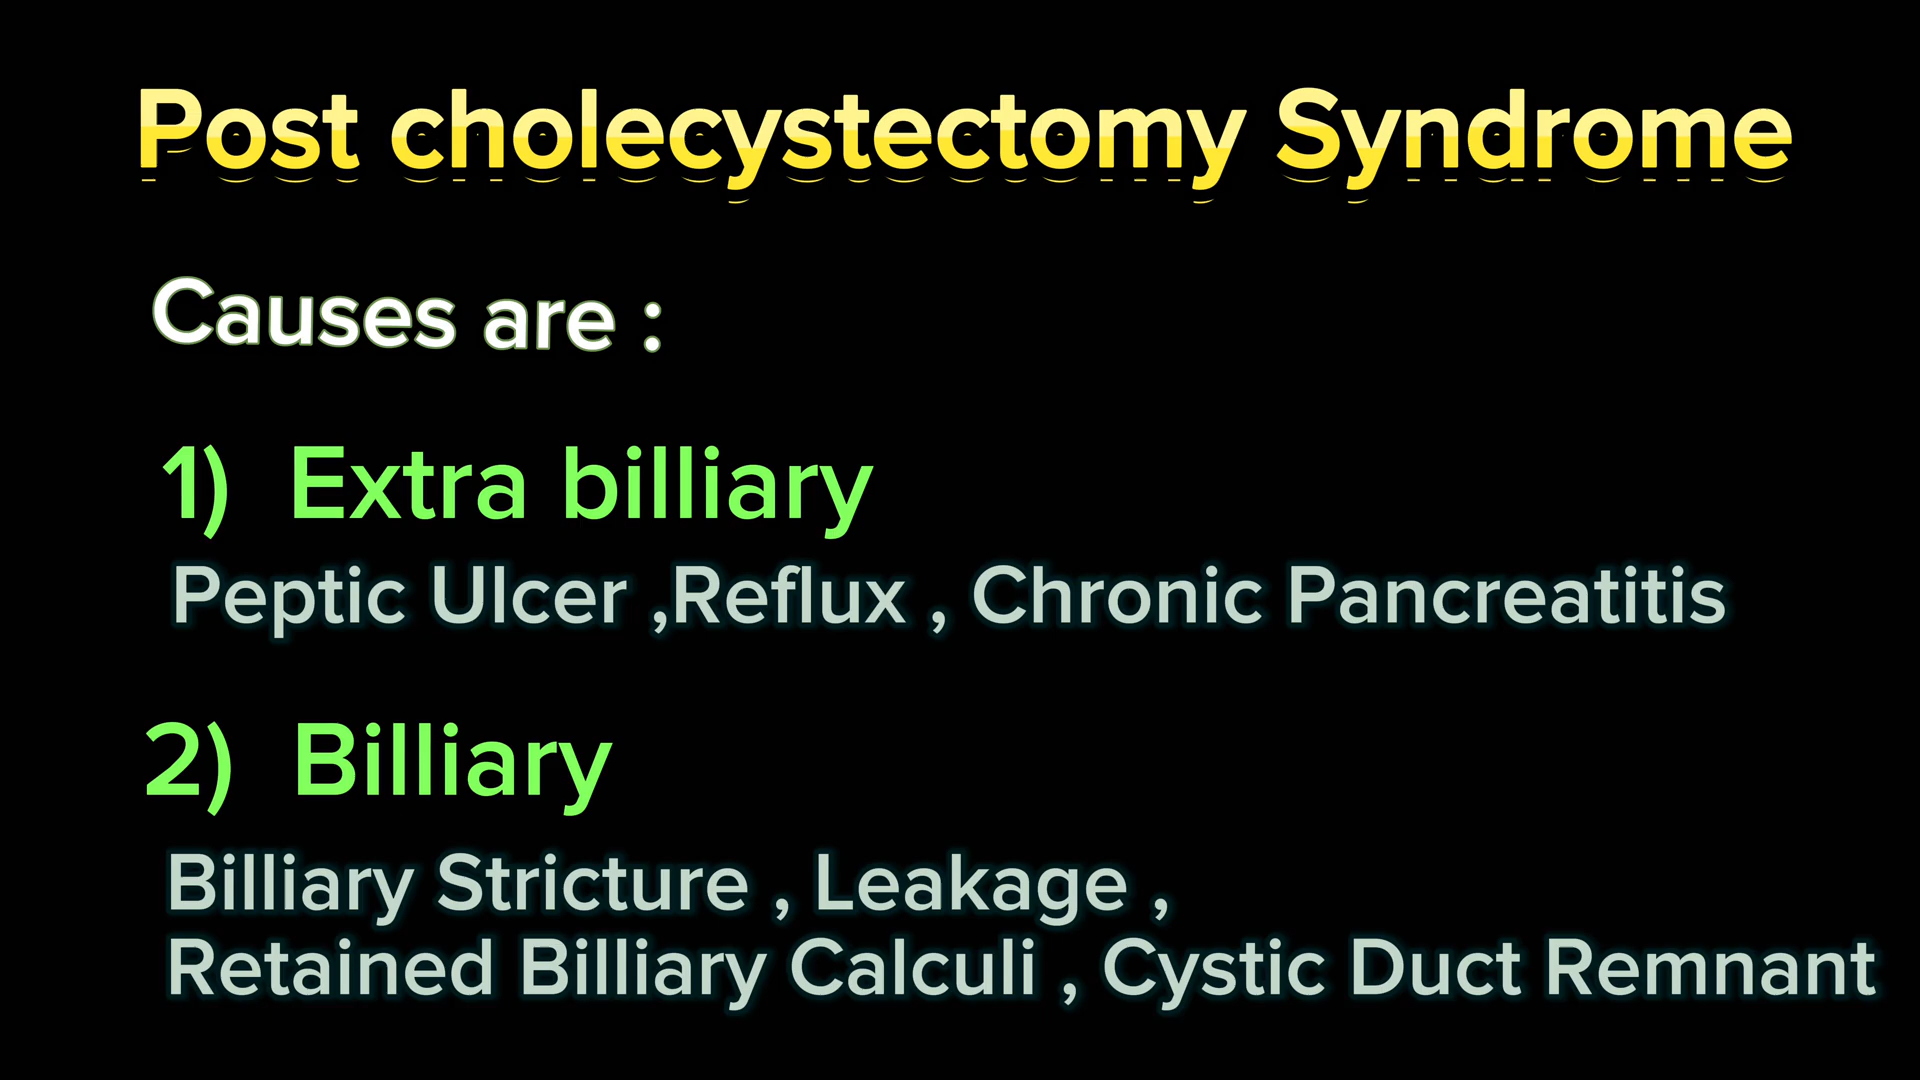 Post cholecystectomy Syndrome
Causes are :
1) Extra billiary
Peptic Ulcer ,Reflux , Chronic Pancreatitis
2) Billiary
Billiary Stricture , Leakage ,
Retained Billiary Calculi , Cystic Duct Remnant